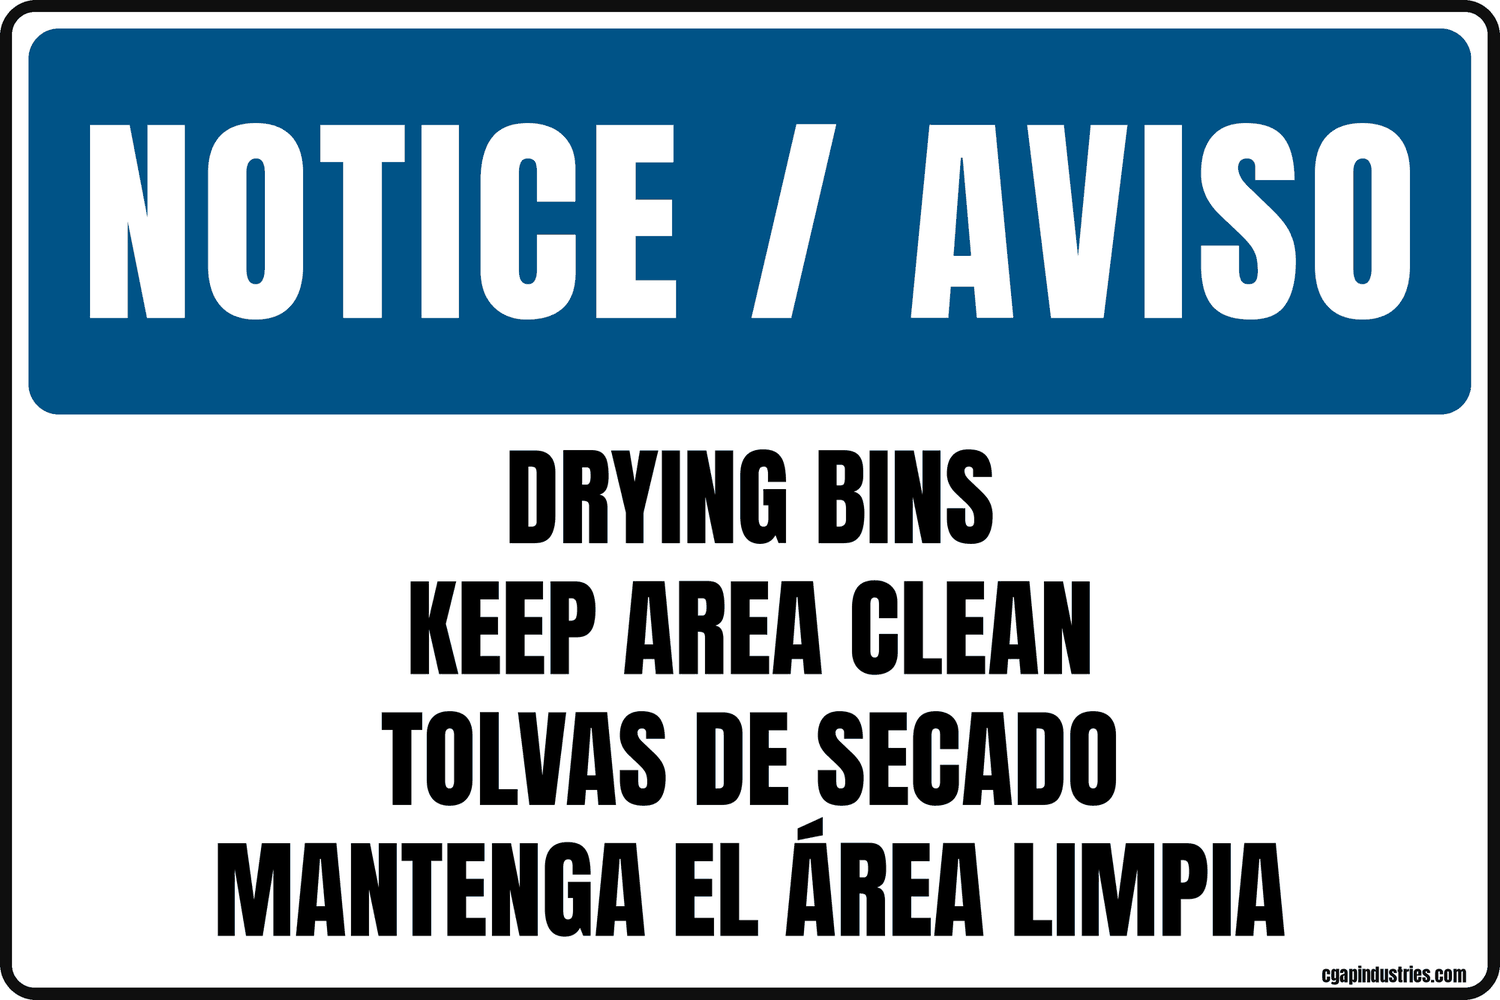 NOTICE / AVISO
DRYING BINS
KEEP AREA CLEAN
TOLVAS DE SECADO
MANTENGA EL ÁREA LIMPIA
cgapindustries.com